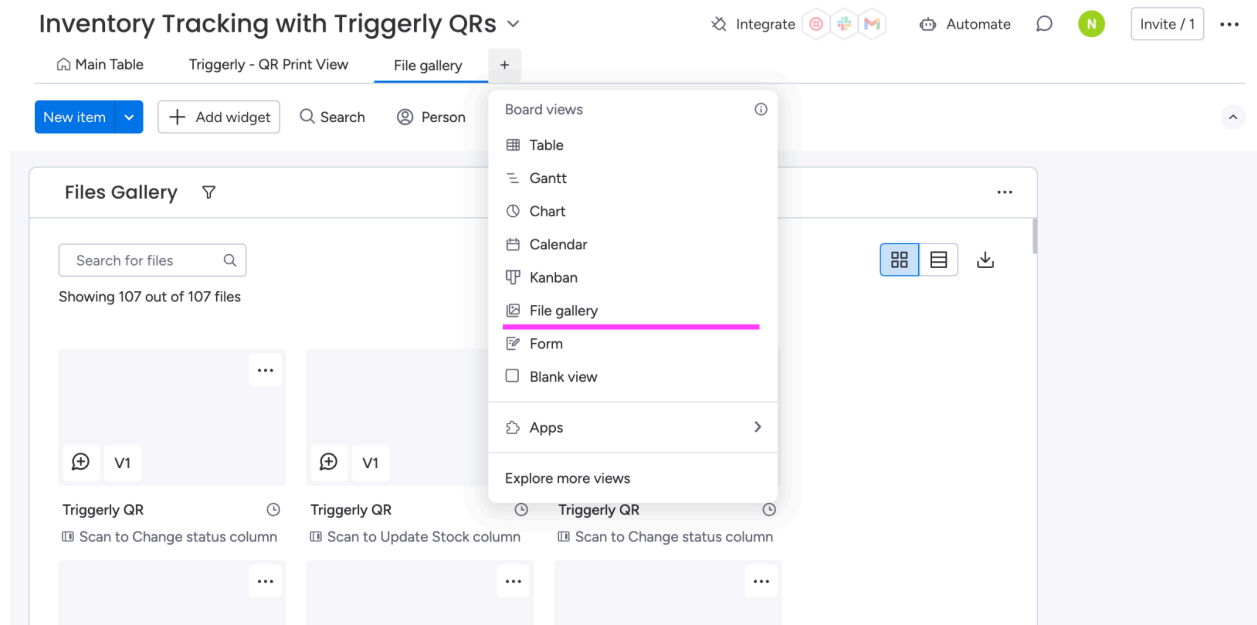 Inventory Tracking with Triggerly QRs
Integrate
Automate
N
Invite / 1
Main Table
Triggerly - QR Print View
File gallery
+
New item
Add widget
Search
Person
Board views
Table
Gantt
Chart
Calendar
Kanban
File gallery
Form
Blank view
Apps
Explore more views
Files Gallery
Search for files
Showing 107 out of 107 files
V1
V1
Triggerly QR
Triggerly QR
Triggerly QR
Scan to Change status column
Scan to Update Stock column
Scan to Change status column